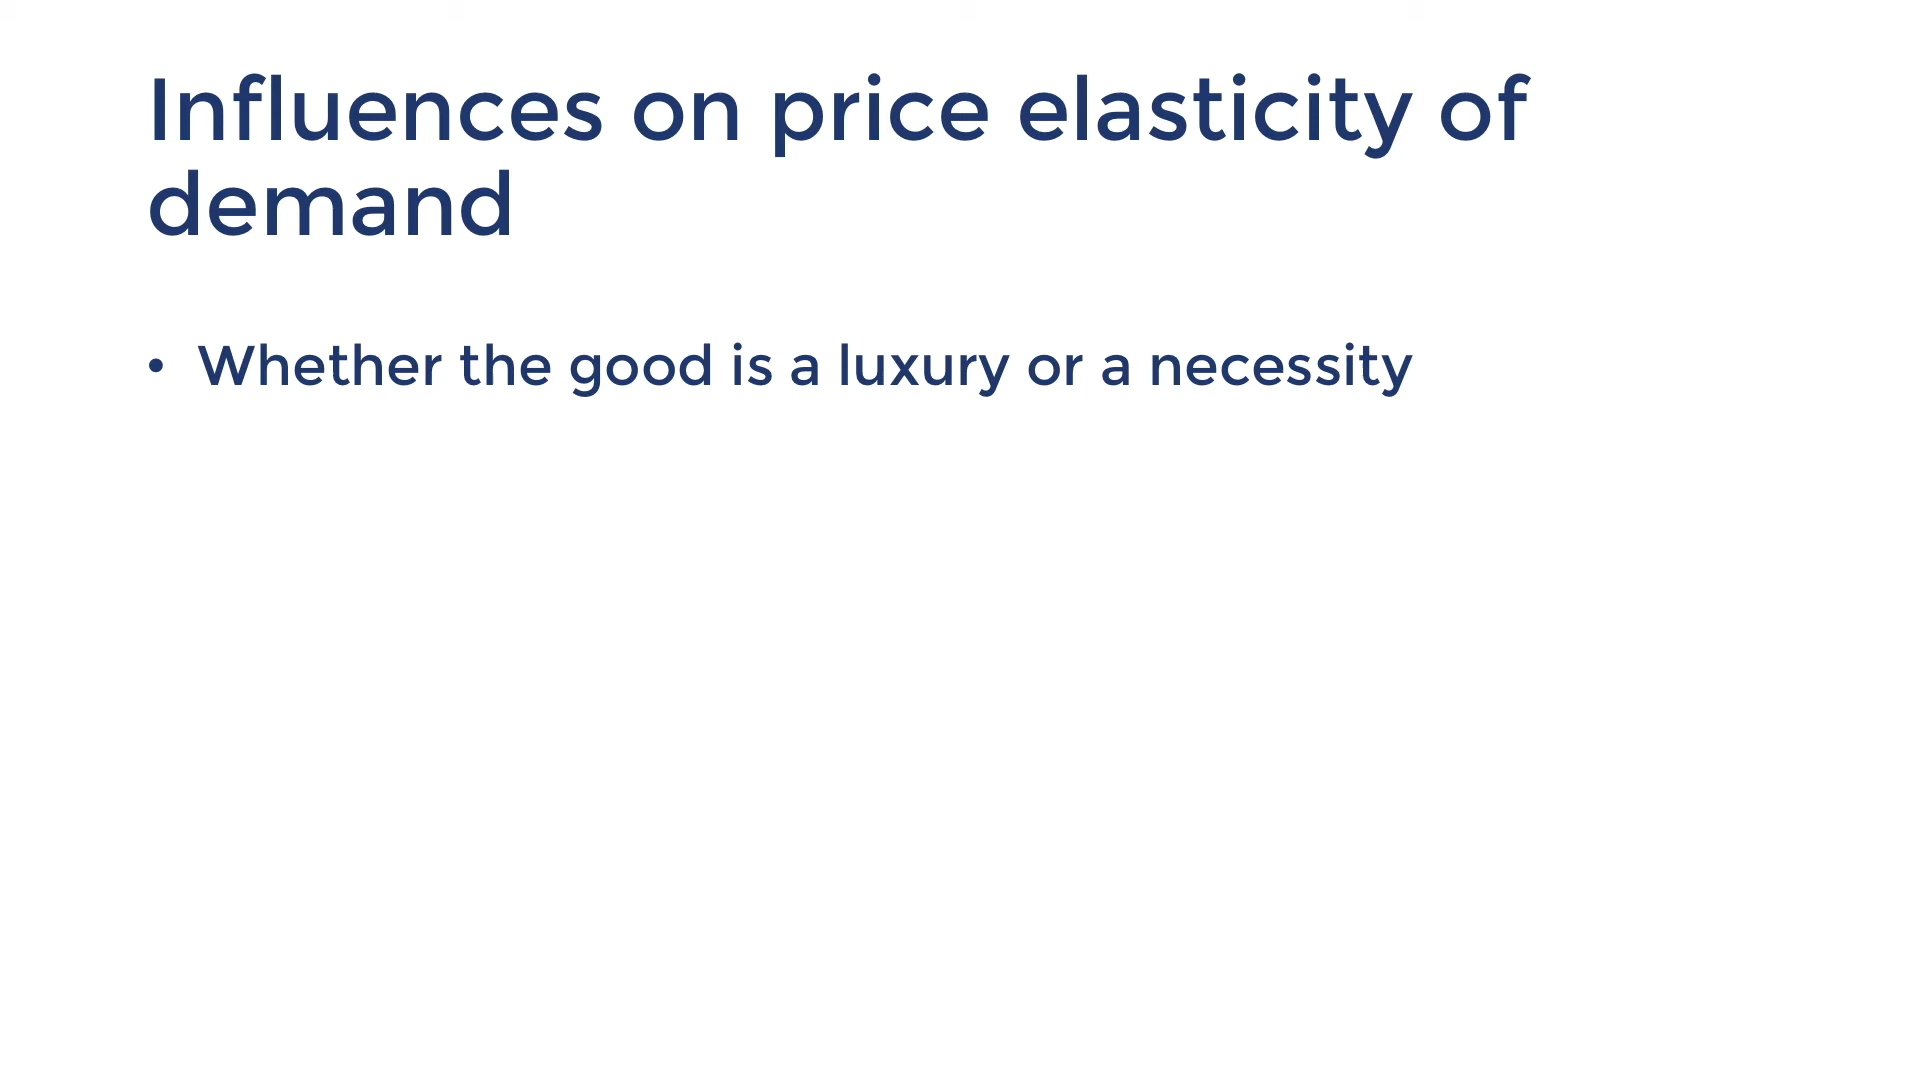 Influences on price elasticity of
demand
• Whether the good is a luxury or a necessity